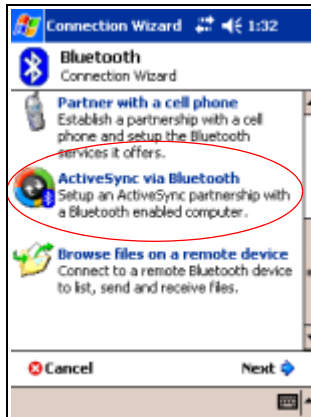 Connection Wizard 1:32
Bluetooth
Connection Wizard
Partner with a cell phone
Establish a partnership with a cell
phone and setup the Bluetooth
services it offers.
ActiveSync via Bluetooth
Setup an ActiveSync partnership with
a Bluetooth enabled computer.
Browse files on a remote device
Connect to a remote Bluetooth device
to list, send and receive files.
Cancel Next